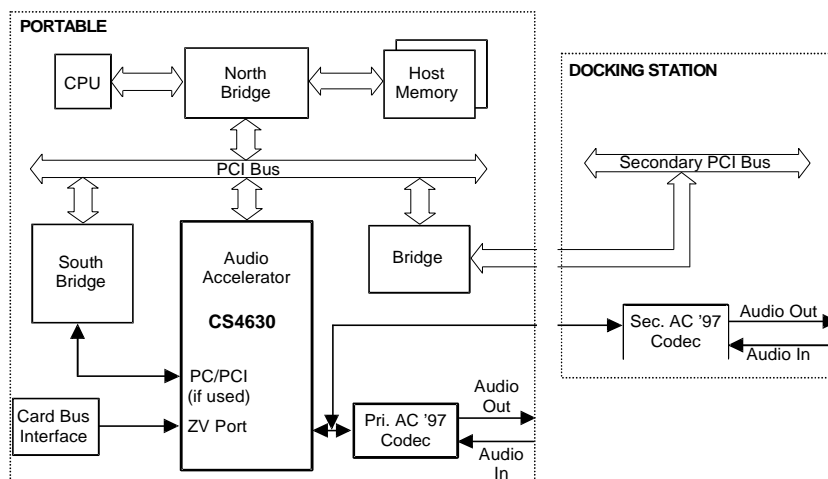 PORTABLE
CPU
North
Bridge
Host
Memory
DOCKING STATION
PCI Bus
Secondary PCI Bus
South
Bridge
Audio
Accelerator
CS4630
Bridge
PC/PCI
(if used)
ZV Port
Card Bus
Interface
Pri. AC '97
Codec
Audio
Out
Audio
In
Sec. AC '97
Codec
Audio Out
Audio In